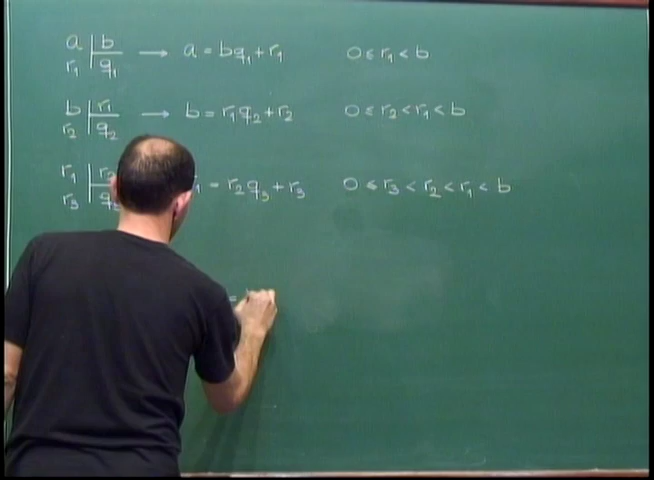 a | b → a = bq₁ + r₁ 0 ≤ r₁ < b
r₁ | q₁
b | r₁ → b = r₁q₂ + r₂ 0 ≤ r₂ < r₁ < b
r₂ | q₂
r₁ | r₂ = r₂q₃ + r₃ 0 ≤ r₃ < r₂ < r₁ < b
r₃ | q₃
=